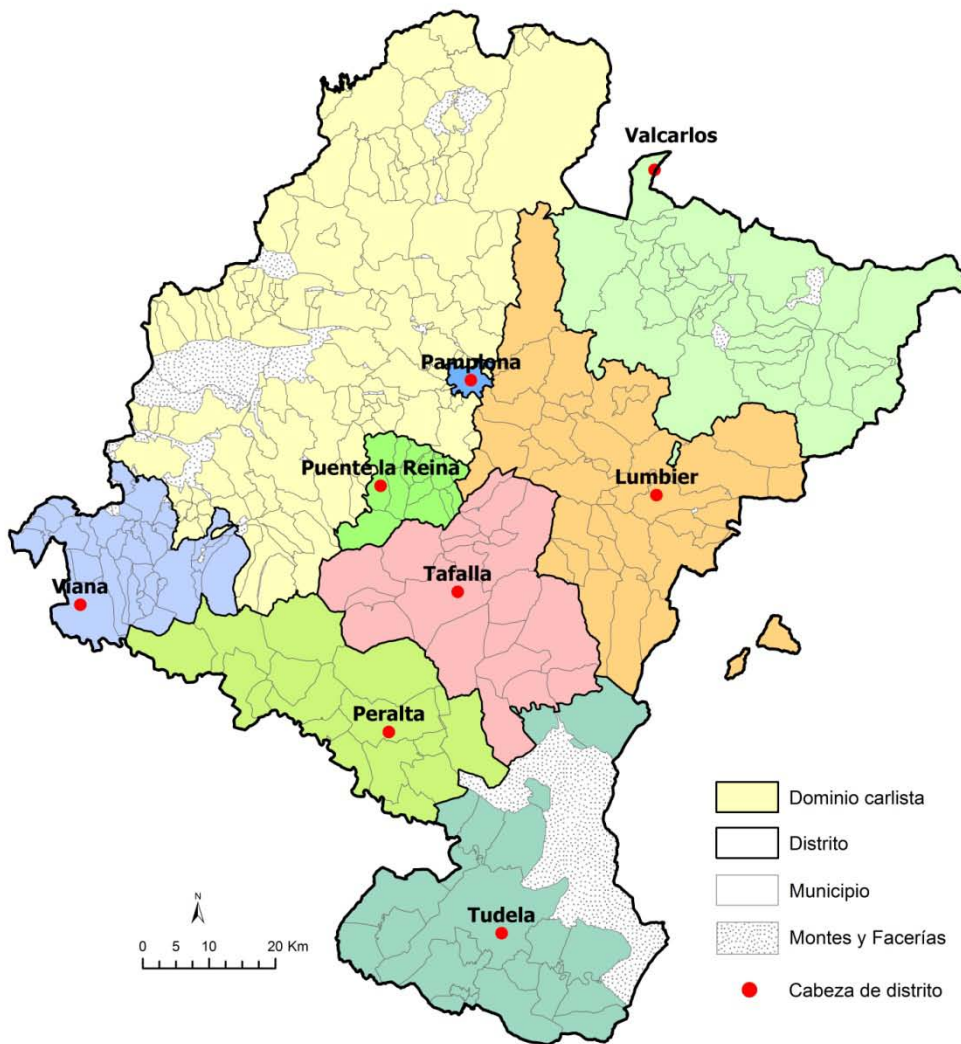 Valcarlos
Pamplona
Puente la Reina
Lumbier
Viana
Tafalla
Peralta
Tudela
N
0 5 10 20 Km
Dominio carlista
Distrito
Municipio
Montes y Facerías
Cabeza de distrito